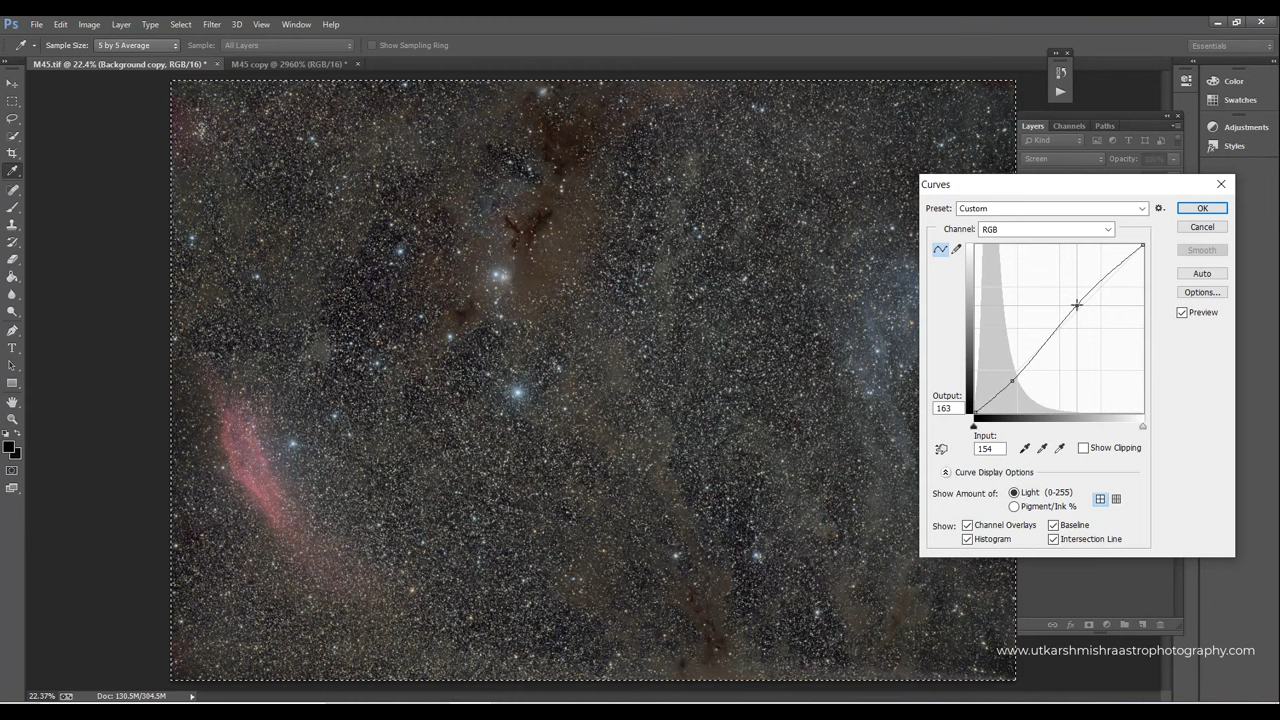 Ps File Edit Image Layer Type Select Filter 3D View Window Help
Sample Size: 5 by 5 Average Sample: All Layers Show Sampling Ring Essentials
M45.tif @ 22.4% (Background copy, RGB/16) * × M45 copy @ 2960% (RGB/16) * ×
Color
Swatches
Adjustments
Styles
Layers Channels Paths
Kind
Screen Opacity: 100%
Curves
Preset: Custom
OK
Channel: RGB
Cancel
Smooth
Auto
Options...
Preview
Output:
163
Input:
154
Show Clipping
Curve Display Options
Show Amount of: Light (0-255)
Pigment/Ink %
Show: Channel Overlays Baseline
Histogram Intersection Line
fx
www.utkarshmishraastrophotography.com
22.37% Doc: 130.5M/304.5M